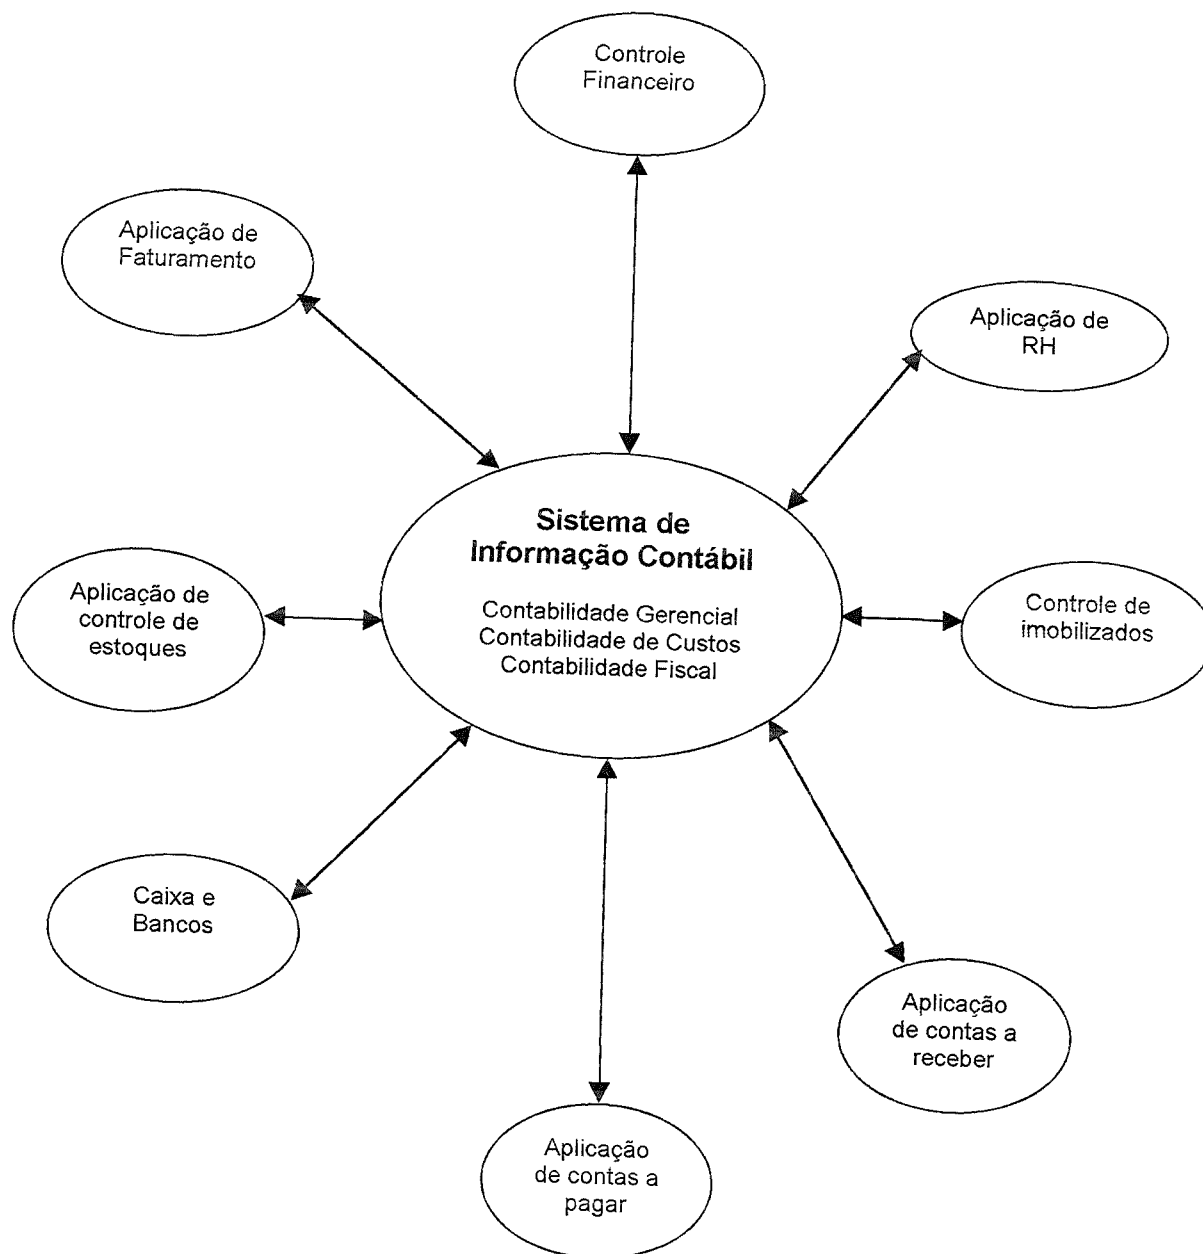 Controle
Financeiro
Aplicação de
Faturamento
Aplicação de
RH
Sistema de
Informação Contábil
Contabilidade Gerencial
Contabilidade de Custos
Contabilidade Fiscal
Aplicação de
controle de
estoques
Controle de
imobilizados
Caixa e
Bancos
Aplicação
de contas a
receber
Aplicação
de contas a
pagar